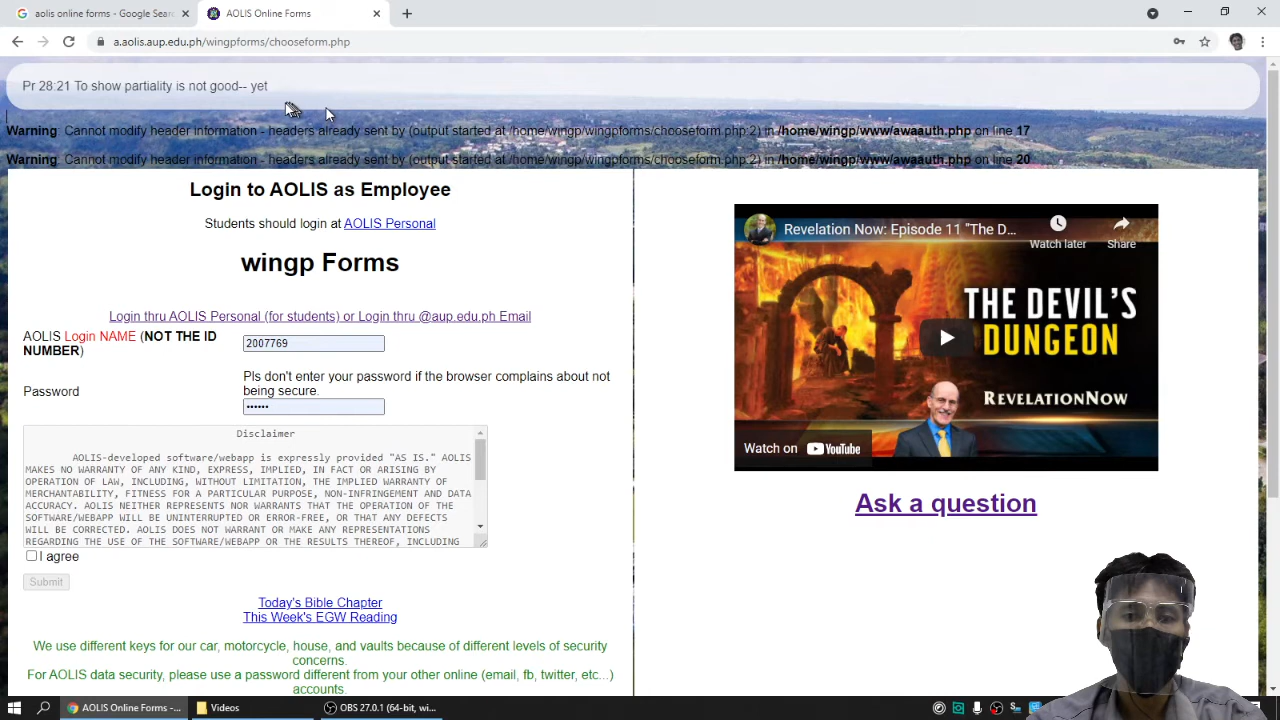 aolis online forms - Google Sear
AOLIS Online Forms
a.aolis.aup.edu.ph/wingpforms/chooseform.php
Pr 28:21 To show partiality is not good-- yet
Warning: Cannot modify header information - headers already sent by (output started at /home/wingp/wingpforms/chooseform.php:2) in /home/wingp/www/awaauth.php on line 17
Warning: Cannot modify header information - headers already sent by (output started at /home/wingp/wingpforms/chooseform.php:2) in /home/wingp/www/awaauth.php on line 20
Login to AOLIS as Employee
Students should login at AOLIS Personal
wingp Forms
Login thru AOLIS Personal (for students) or Login thru @aup.edu.ph Email
AOLIS Login NAME (NOT THE ID
NUMBER)
2007769
Pls don't enter your password if the browser complains about not
being secure.
Password
••••••
Disclaimer
AOLIS-developed software/webapp is expressly provided "AS IS." AOLIS
MAKES NO WARRANTY OF ANY KIND, EXPRESS, IMPLIED, IN FACT OR ARISING BY
OPERATION OF LAW, INCLUDING, WITHOUT LIMITATION, THE IMPLIED WARRANTY OF
MERCHANTABILITY, FITNESS FOR A PARTICULAR PURPOSE, NON-INFRINGEMENT AND DATA
ACCURACY. AOLIS NEITHER REPRESENTS NOR WARRANTS THAT THE OPERATION OF THE
SOFTWARE/WEBAPP WILL BE UNINTERRUPTED OR ERROR-FREE, OR THAT ANY DEFECTS
WILL BE CORRECTED. AOLIS DOES NOT WARRANT OR MAKE ANY REPRESENTATIONS
REGARDING THE USE OF THE SOFTWARE/WEBAPP OR THE RESULTS THEREOF, INCLUDING
I agree
Submit
Today's Bible Chapter
This Week's EGW Reading
We use different keys for our car, motorcycle, house, and vaults because of different levels of security
concerns.
For AOLIS data security, please use a password different from your other online (email, fb, twitter, etc...)
accounts.
Revelation Now: Episode 11 "The D...
Watch later
Share
THE DEVIL'S
DUNGEON
REVELATIONNOW
Watch on YouTube
Ask a question
AOLIS Online Forms -...
Videos
OBS 27.0.1 (64-bit, wi...